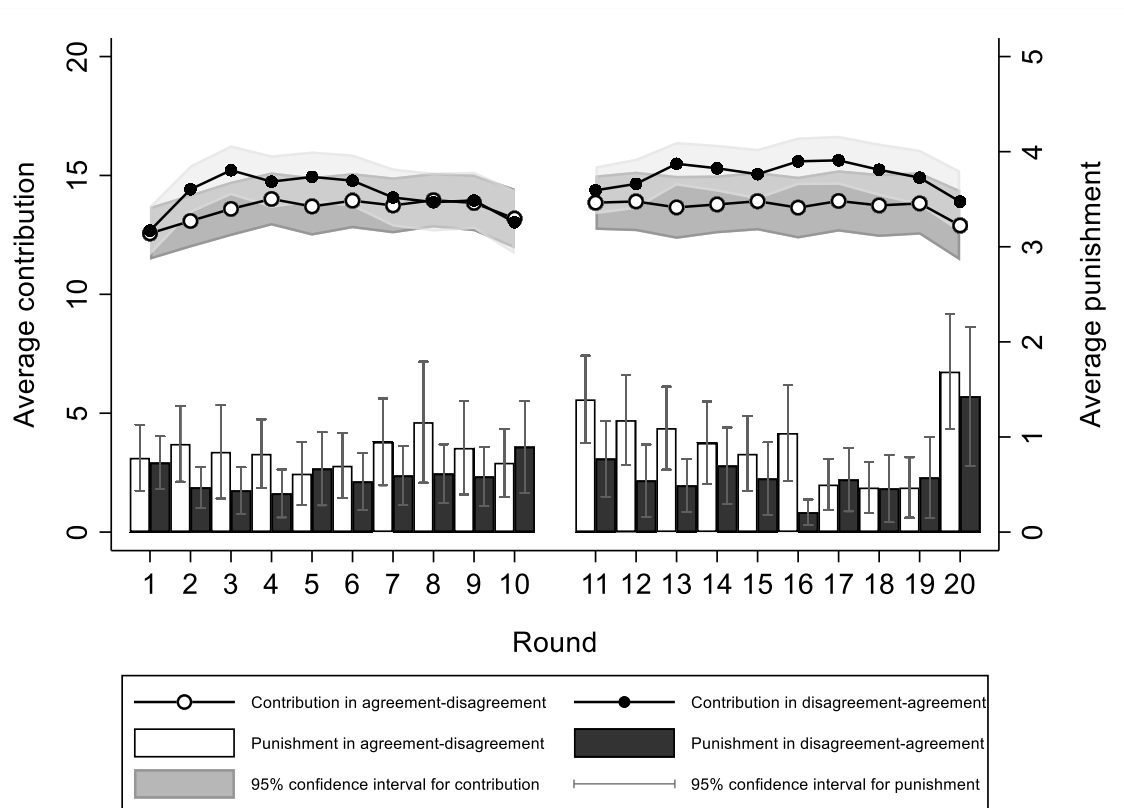 20
15
10
5
0
Average contribution
5
4
3
2
1
0
Average punishment
1 2 3 4 5 6 7 8 9 10 11 12 13 14 15 16 17 18 19 20
Round
Contribution in agreement-disagreement
Contribution in disagreement-agreement
Punishment in agreement-disagreement
Punishment in disagreement-agreement
95% confidence interval for contribution
95% confidence interval for punishment